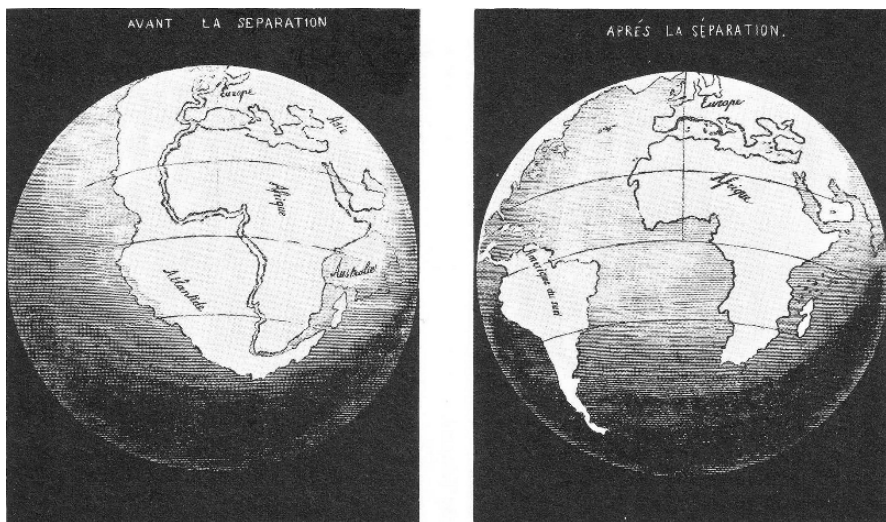 AVANT LA SEPARATION
Europe
Asie
Afrique
Atlantide
Australie
APRÉS LA SÉPARATION.
Europe
Afrique
Amérique du sud